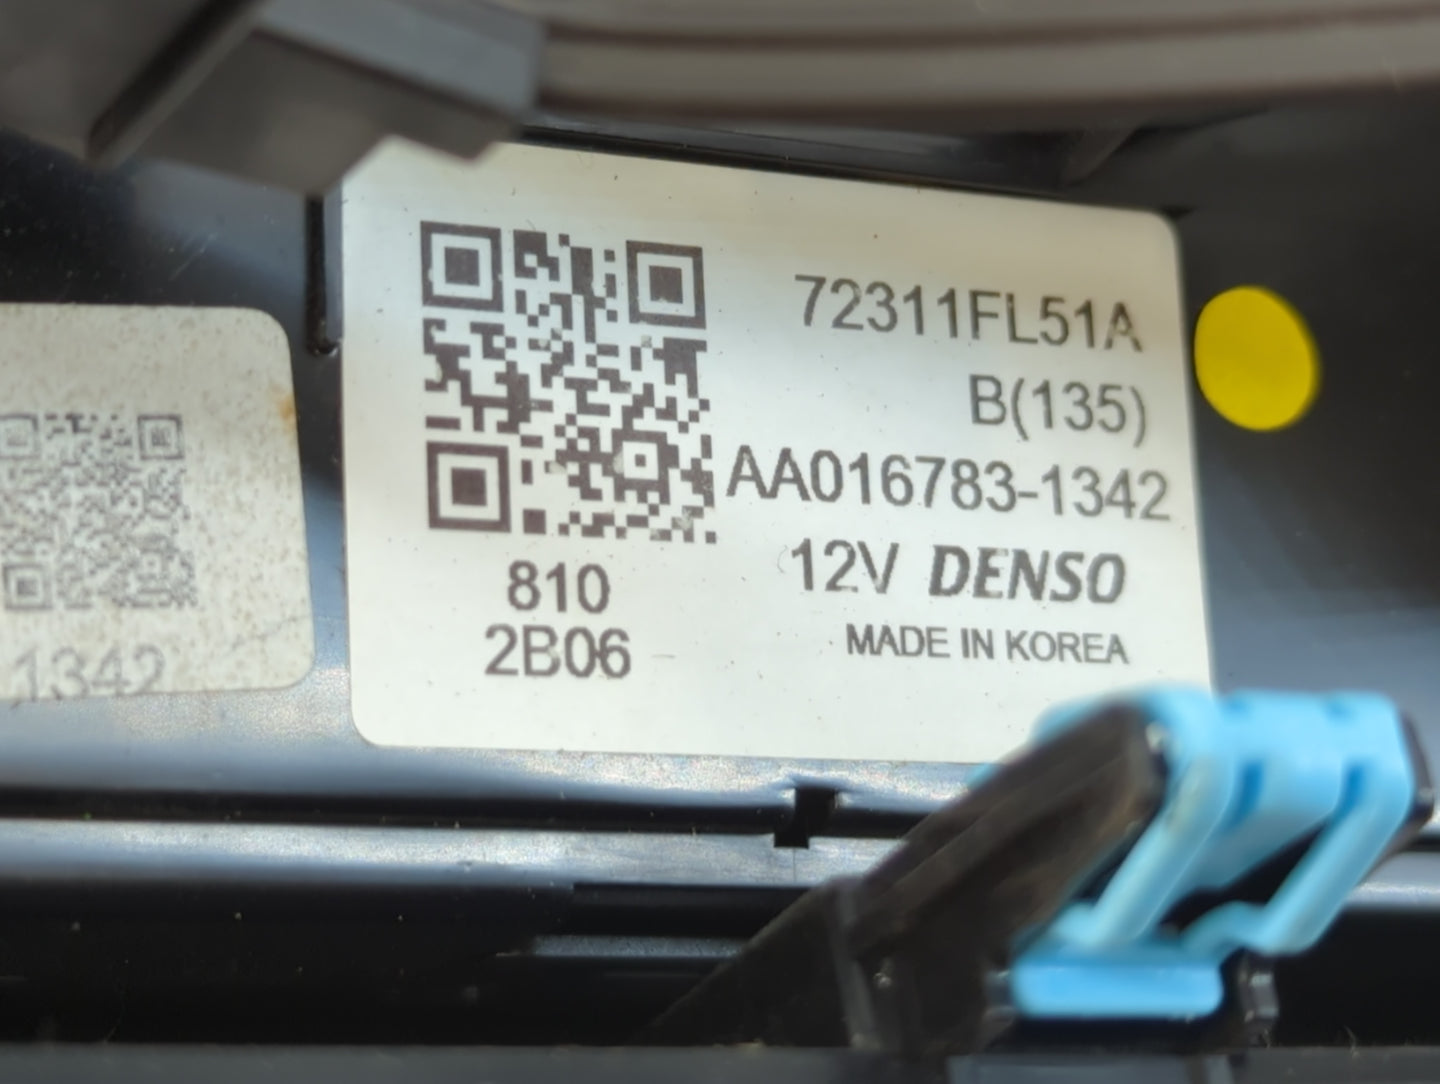 72311FL51A
B(135)
AA016783-1342
12V DENSO
MADE IN KOREA
810
2B06
1342